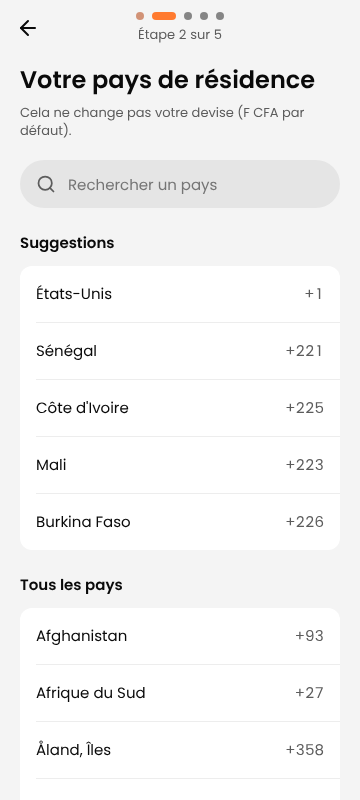 Étape 2 sur 5
Votre pays de résidence
Cela ne change pas votre devise (F CFA par
défaut).
Rechercher un pays
Suggestions
États-Unis +1
Sénégal +221
Côte d'Ivoire +225
Mali +223
Burkina Faso +226
Tous les pays
Afghanistan +93
Afrique du Sud +27
Åland, Îles +358